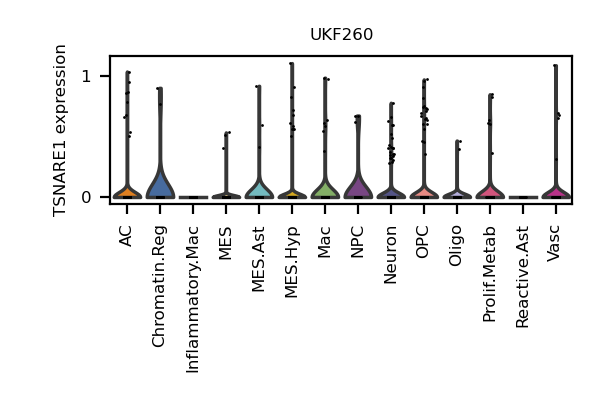 UKF260
TSNARE1 expression
1
0
AC
Chromatin.Reg
Inflammatory.Mac
MES
MES.Ast
MES.Hyp
Mac
NPC
Neuron
OPC
Oligo
Prolif.Metab
Reactive.Ast
Vasc